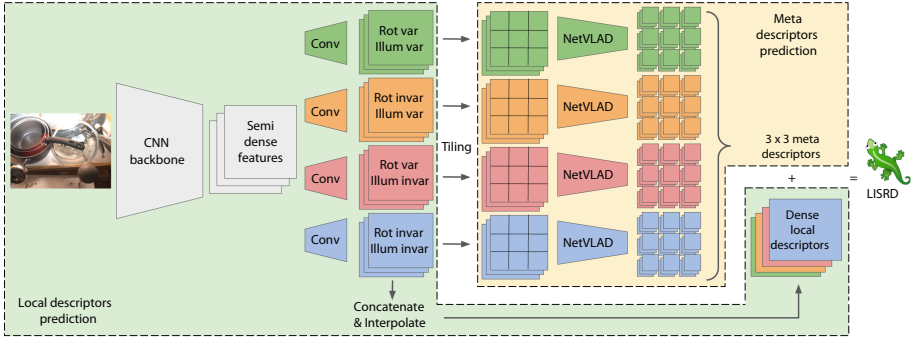 CNN
backbone
Semi
dense
features
Conv
Rot var
Illum var
Conv
Rot invar
Illum var
Conv
Rot var
Illum invar
Conv
Rot invar
Illum invar
Tiling
NetVLAD
NetVLAD
NetVLAD
NetVLAD
Meta
descriptors
prediction
3 x 3 meta
descriptors
+
=
LISRD
Dense
local
descriptors
Local descriptors
prediction
Concatenate
& Interpolate